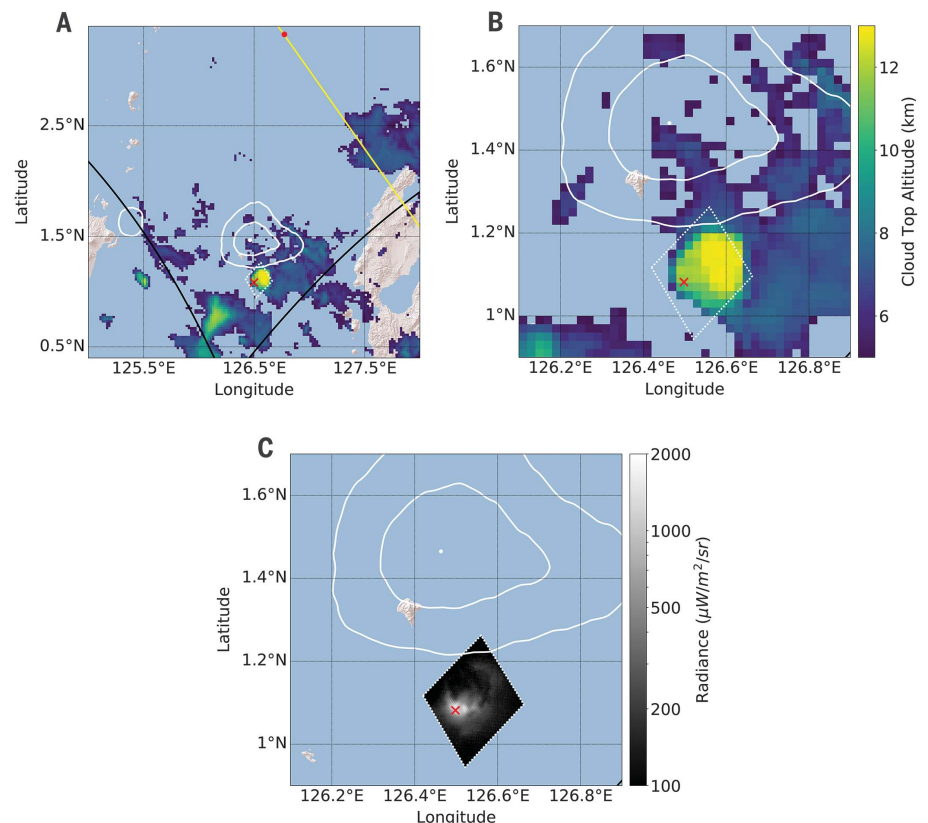 A
2.5°N
1.5°N
0.5°N
Latitude
125.5°E 126.5°E 127.5°E
Longitude
B
1.6°N
1.4°N
1.2°N
1°N
Latitude
126.2°E 126.4°E 126.6°E 126.8°E
Longitude
12
10
8
6
Cloud Top Altitude (km)
C
1.6°N
1.4°N
1.2°N
1°N
Latitude
126.2°E 126.4°E 126.6°E 126.8°E
Longitude
2000
1000
500
200
100
Radiance (μW/m²/sr)